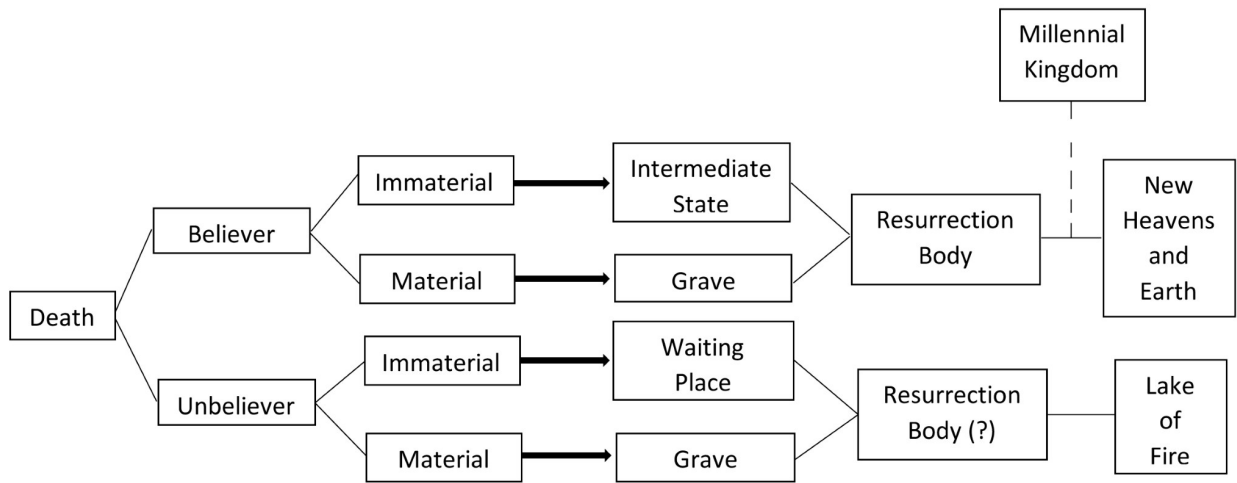 Millennial
Kingdom
Death
Believer
Immaterial
Intermediate
State
Material
Grave
Resurrection
Body
New
Heavens
and
Earth
Unbeliever
Immaterial
Waiting
Place
Material
Grave
Resurrection
Body (?)
Lake
of
Fire